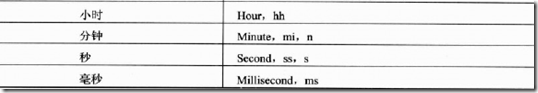 小时 Hour，hh
分钟 Minute，mi，n
秒 Second，ss，s
毫秒 Millisecond，ms